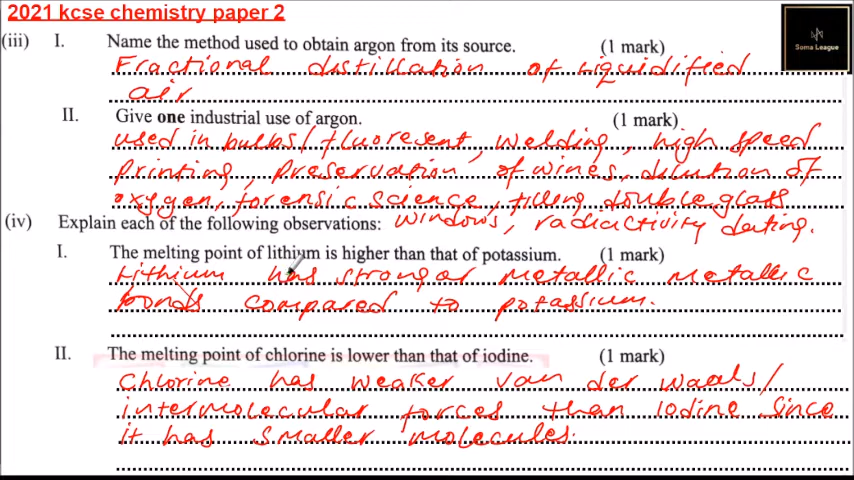 2021 kcse chemistry paper 2
Soma League
(iii) I. Name the method used to obtain argon from its source. (1 mark)
Fractional distillation of liquidified
air
II. Give one industrial use of argon. (1 mark)
used in bulbs/fluoresent, welding, high speed
printing, preservation of wines, dilution of
oxygen, forensic science, filling double glass
(iv) Explain each of the following observations: windows, radiactivity dating.
I. The melting point of lithium is higher than that of potassium. (1 mark)
Lithium has stronger metallic metallic
bonds compared to potassium.
II. The melting point of chlorine is lower than that of iodine. (1 mark)
Chlorine has weaker van der waals/
intermolecular forces than Iodine since
it has smaller molecules.